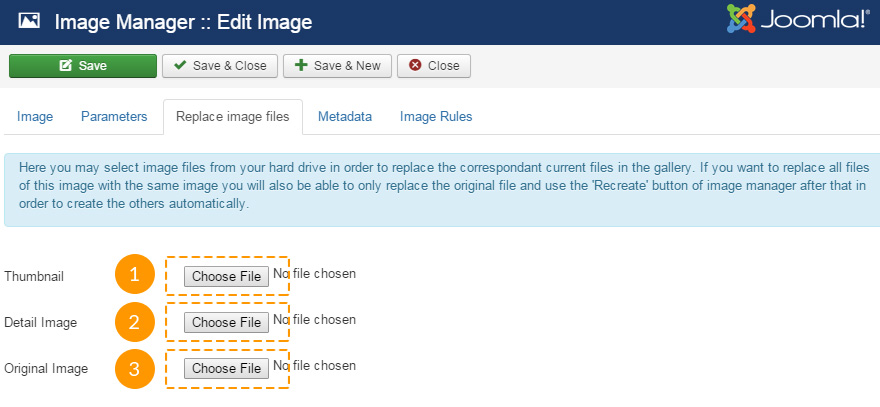 Image Manager :: Edit Image
Joomla!®
Save
Save & Close
Save & New
Close
Image
Parameters
Replace image files
Metadata
Image Rules
Here you may select image files from your hard drive in order to replace the correspondant current files in the gallery. If you want to replace all files
of this image with the same image you will also be able to only replace the original file and use the 'Recreate' button of image manager after that in
order to create the others automatically.
Thumbnail 1 Choose File No file chosen
Detail Image 2 Choose File No file chosen
Original Image 3 Choose File No file chosen